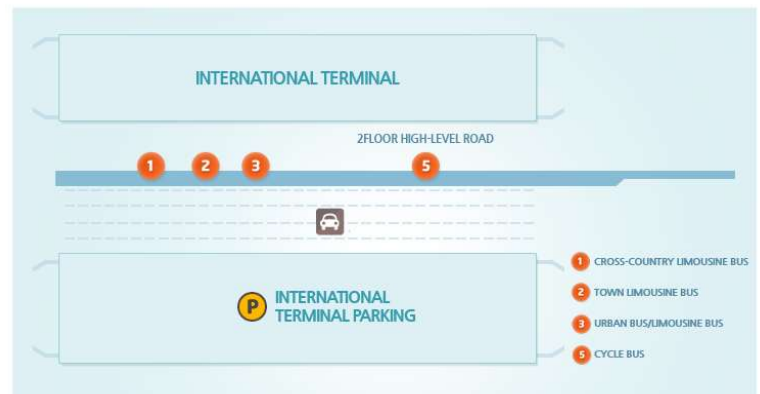 INTERNATIONAL TERMINAL
2FLOOR HIGH-LEVEL ROAD
1 2 3 5
P INTERNATIONAL
TERMINAL PARKING
1 CROSS-COUNTRY LIMOUSINE BUS
2 TOWN LIMOUSINE BUS
3 URBAN BUS/LIMOUSINE BUS
5 CYCLE BUS